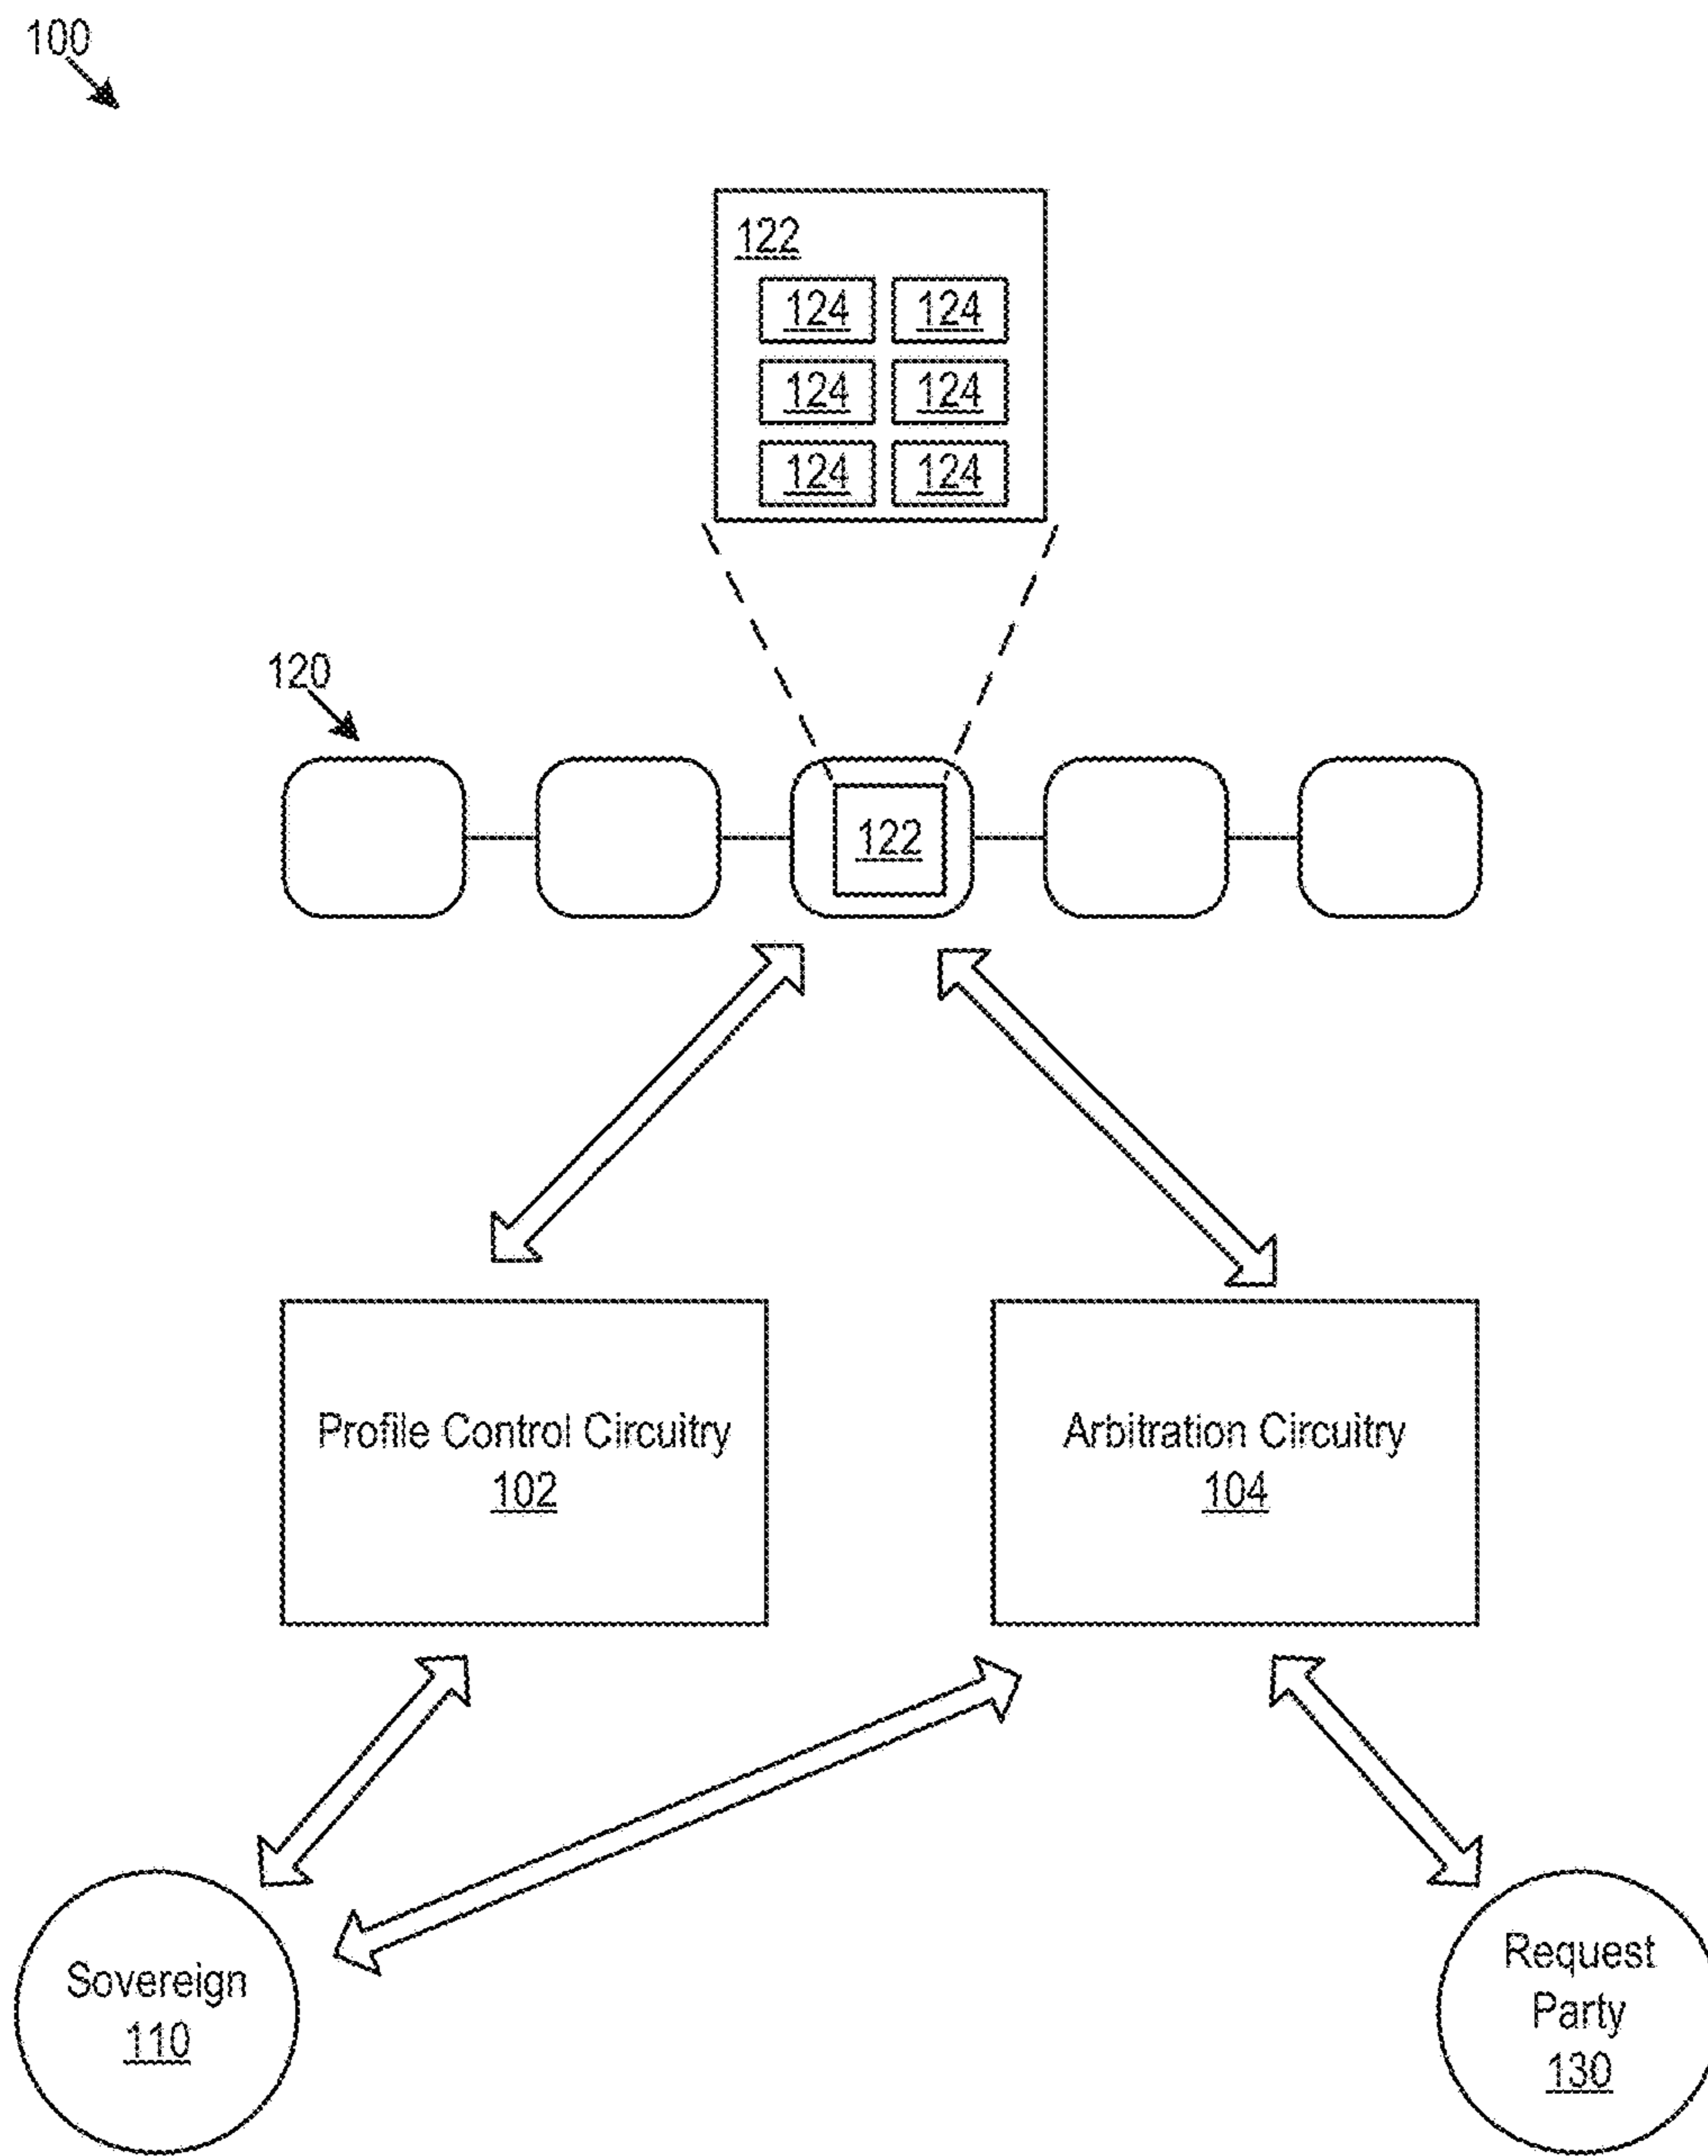 100
122
124 124
124 124
124 124
120
122
Profile Control Circuitry
102
Arbitration Circuitry
104
Sovereign
110
Request
Party
130